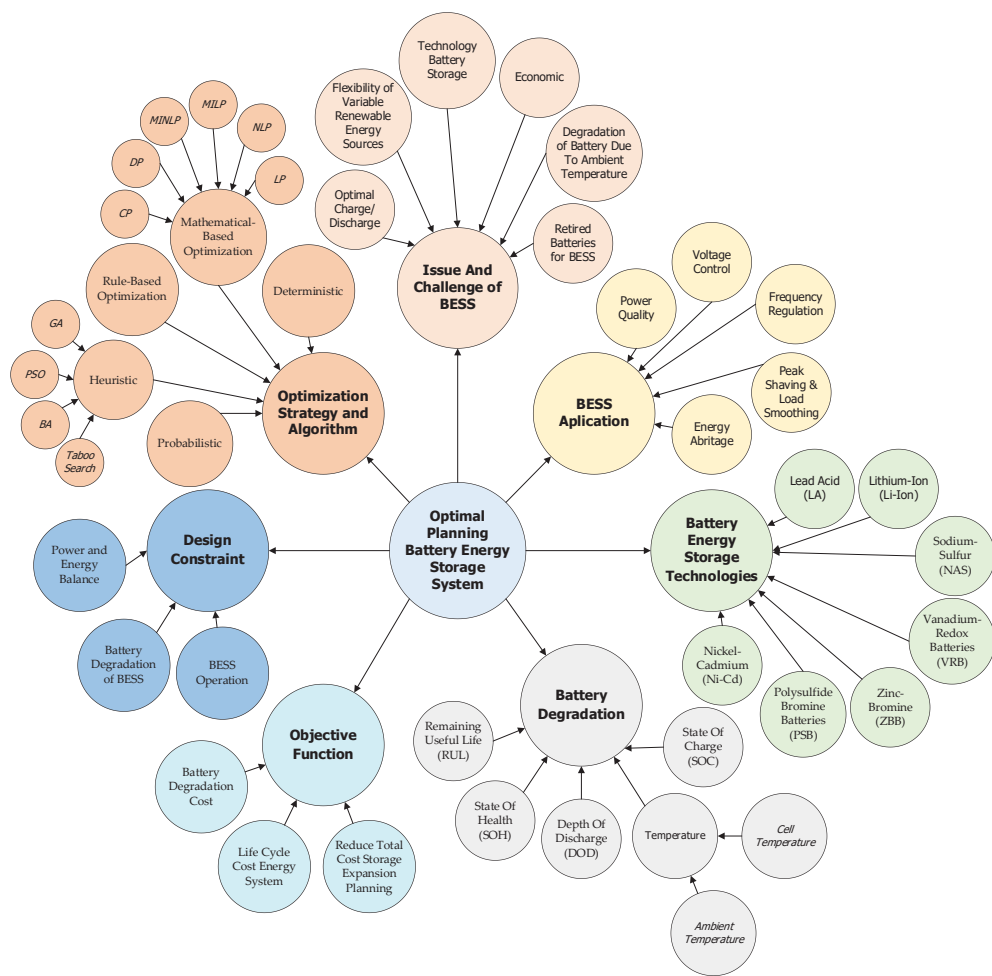 Technology
Battery
Storage
Economic
Flexibility of
Variable
Renewable
Energy
Sources
Degradation
of Battery Due
To Ambient
Temperature
Optimal
Charge/
Discharge
Retired
Batteries
for BESS
Issue And
Challenge of
BESS
MILP
MINLP
NLP
DP
LP
CP
Mathematical-
Based
Optimization
Rule-Based
Optimization
Deterministic
GA
PSO
Heuristic
BA
Taboo
Search
Probabilistic
Optimization
Strategy and
Algorithm
Voltage
Control
Power
Quality
Frequency
Regulation
Peak
Shaving &
Load
Smoothing
Energy
Abritage
BESS
Aplication
Optimal
Planning
Battery Energy
Storage
System
Design
Constraint
Power and
Energy
Balance
Battery
Degradation
of BESS
BESS
Operation
Battery
Energy
Storage
Technologies
Lead Acid
(LA)
Lithium-Ion
(Li-Ion)
Sodium-
Sulfur
(NAS)
Vanadium-
Redox
Batteries
(VRB)
Zinc-
Bromine
(ZBB)
Polysulfide
Bromine
Batteries
(PSB)
Nickel-
Cadmium
(Ni-Cd)
Objective
Function
Battery
Degradation
Cost
Life Cycle
Cost Energy
System
Reduce Total
Cost Storage
Expansion
Planning
Battery
Degradation
Remaining
Useful Life
(RUL)
State Of
Charge
(SOC)
State Of
Health
(SOH)
Depth Of
Discharge
(DOD)
Temperature
Cell
Temperature
Ambient
Temperature